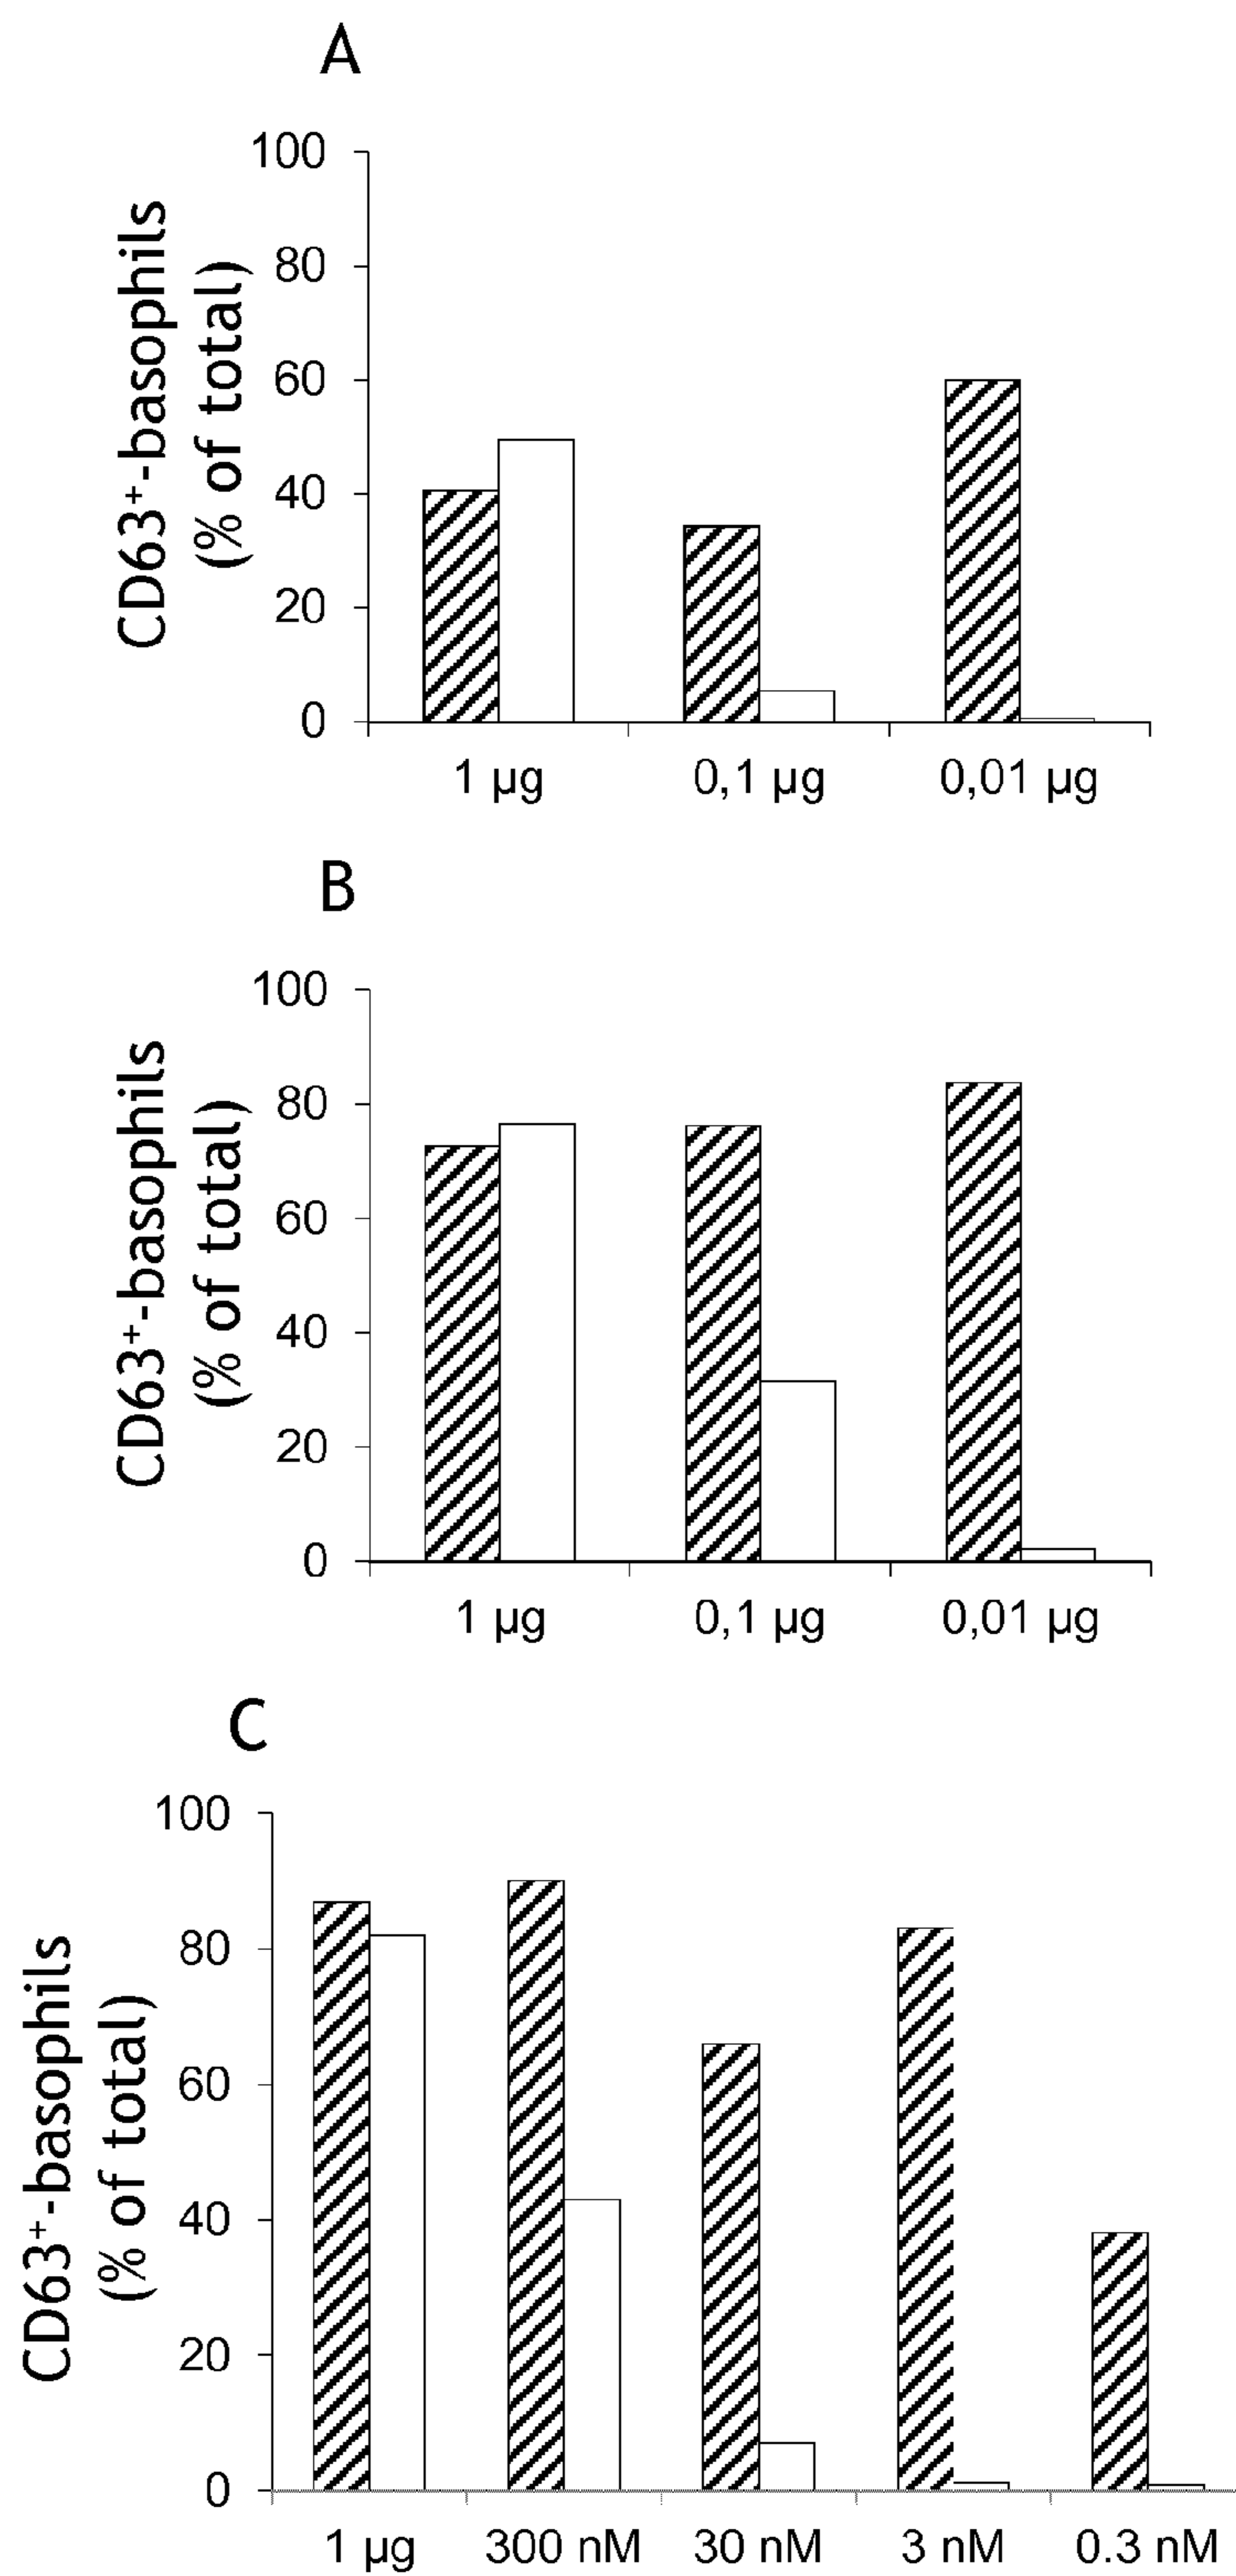 A
CD63⁺-basophils
(% of total)
100
80
60
40
20
0
1 µg 0,1 µg 0,01 µg
B
CD63⁺-basophils
(% of total)
100
80
60
40
20
0
1 µg 0,1 µg 0,01 µg
C
CD63⁺-basophils
(% of total)
100
80
60
40
20
0
1 µg 300 nM 30 nM 3 nM 0.3 nM